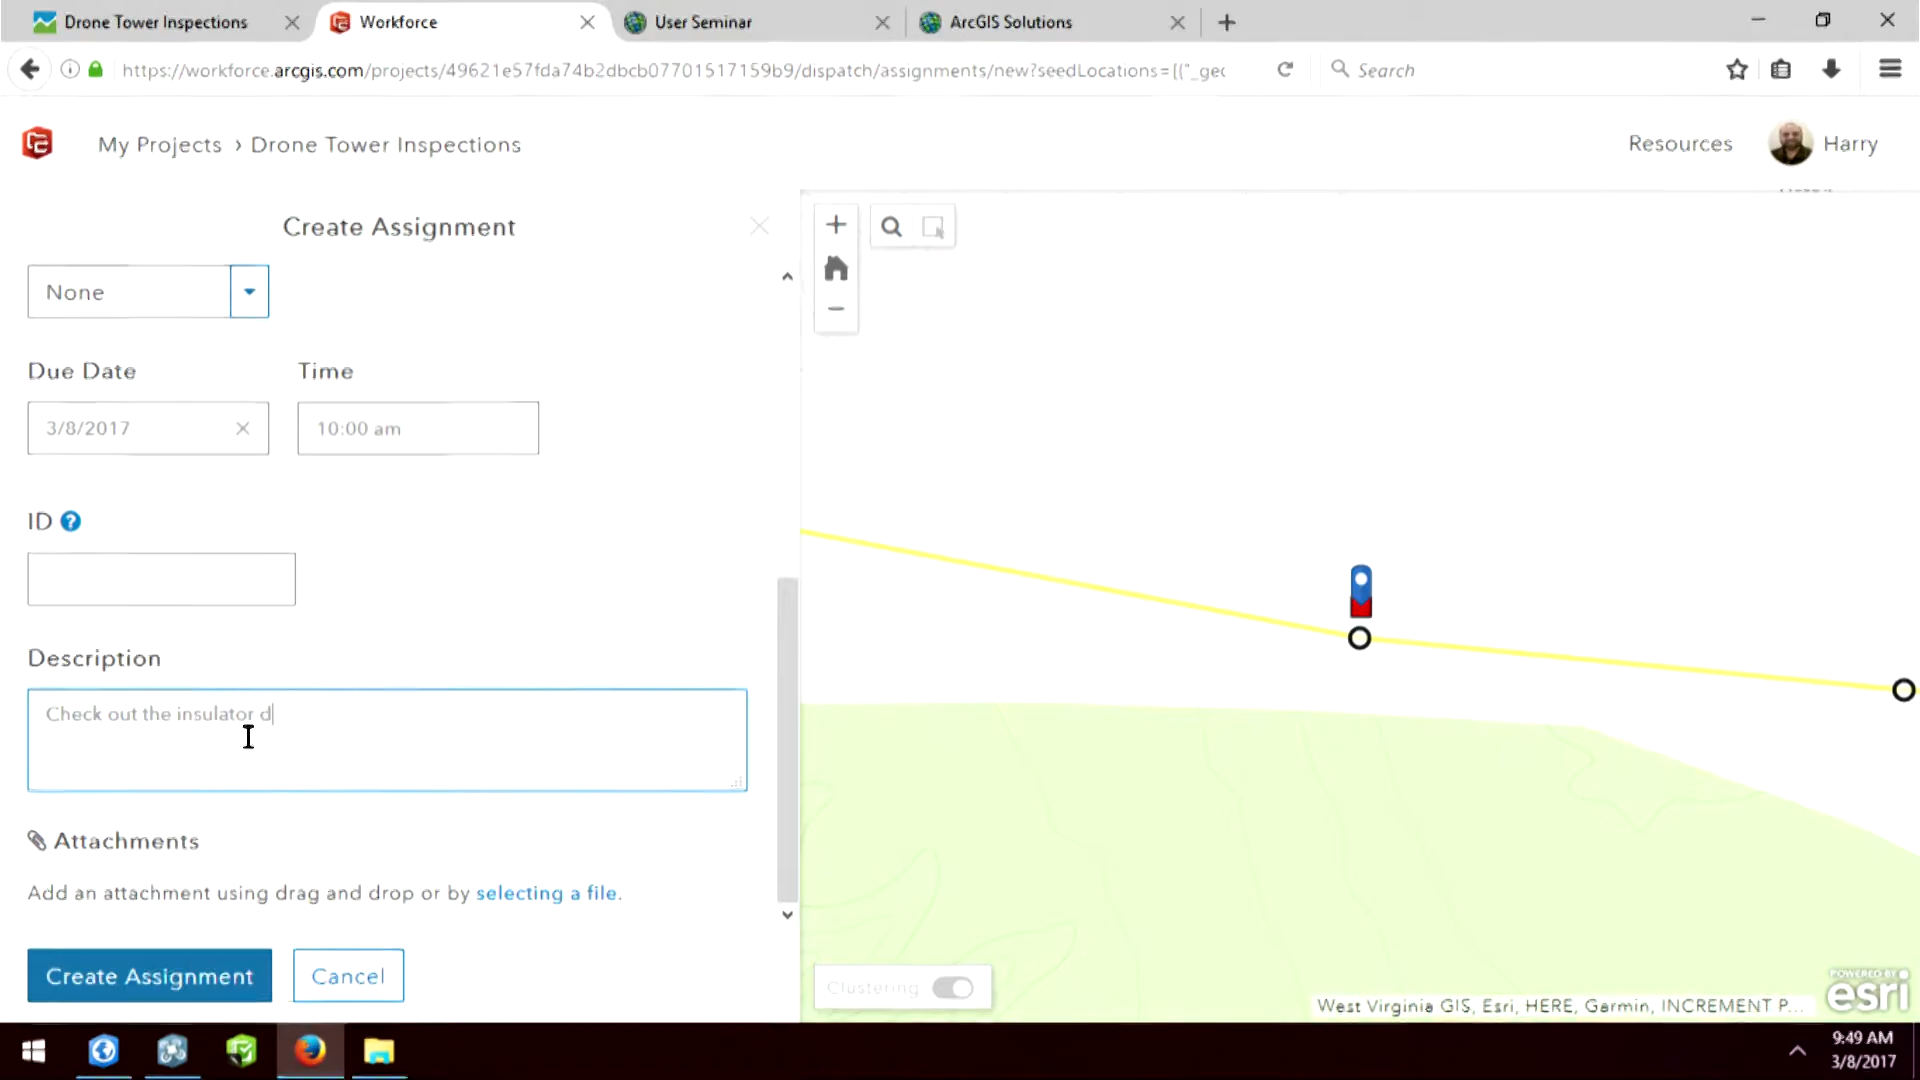 Drone Tower Inspections
Workforce
User Seminar
ArcGIS Solutions
https://workforce.arcgis.com/projects/49621e57fda74b2dbcb07701517159b9/dispatch/assignments/new?seedLocations=[{"_gec
Search
My Projects › Drone Tower Inspections
Resources
Harry
Create Assignment
None
Due Date
Time
3/8/2017
10:00 am
ID
Description
Check out the insulator d
Attachments
Add an attachment using drag and drop or by selecting a file.
Create Assignment
Cancel
Clustering
West Virginia GIS, Esri, HERE, Garmin, INCREMENT P...
POWERED BY
esri
9:49 AM
3/8/2017